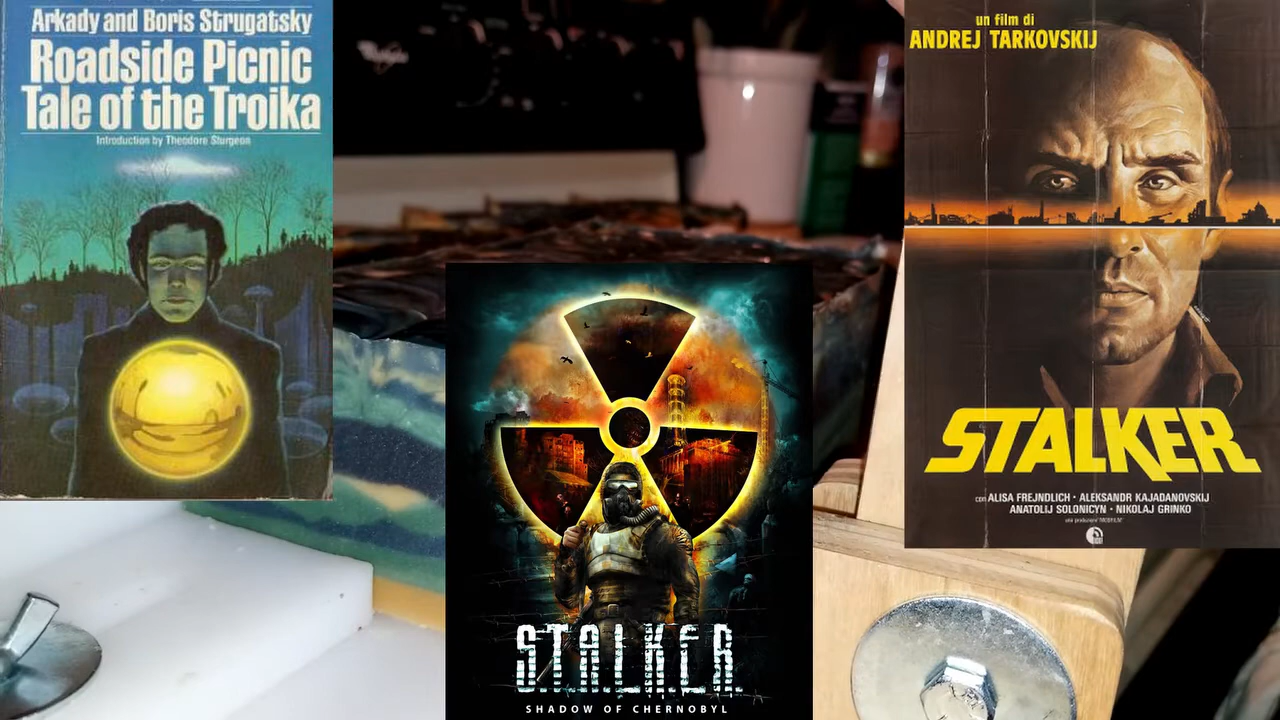 Arkady and Boris Strugatsky
Roadside Picnic
Tale of the Troika
Introduction by Theodore Sturgeon
un film di
ANDREJ TARKOVSKIJ
STALKER
con ALISA FREJNDLICH · ALEKSANDR KAJADANOVSKIJ
ANATOLIJ SOLONICYN · NIKOLAJ GRINKO
S.T.A.L.K.E.R.
SHADOW OF CHERNOBYL